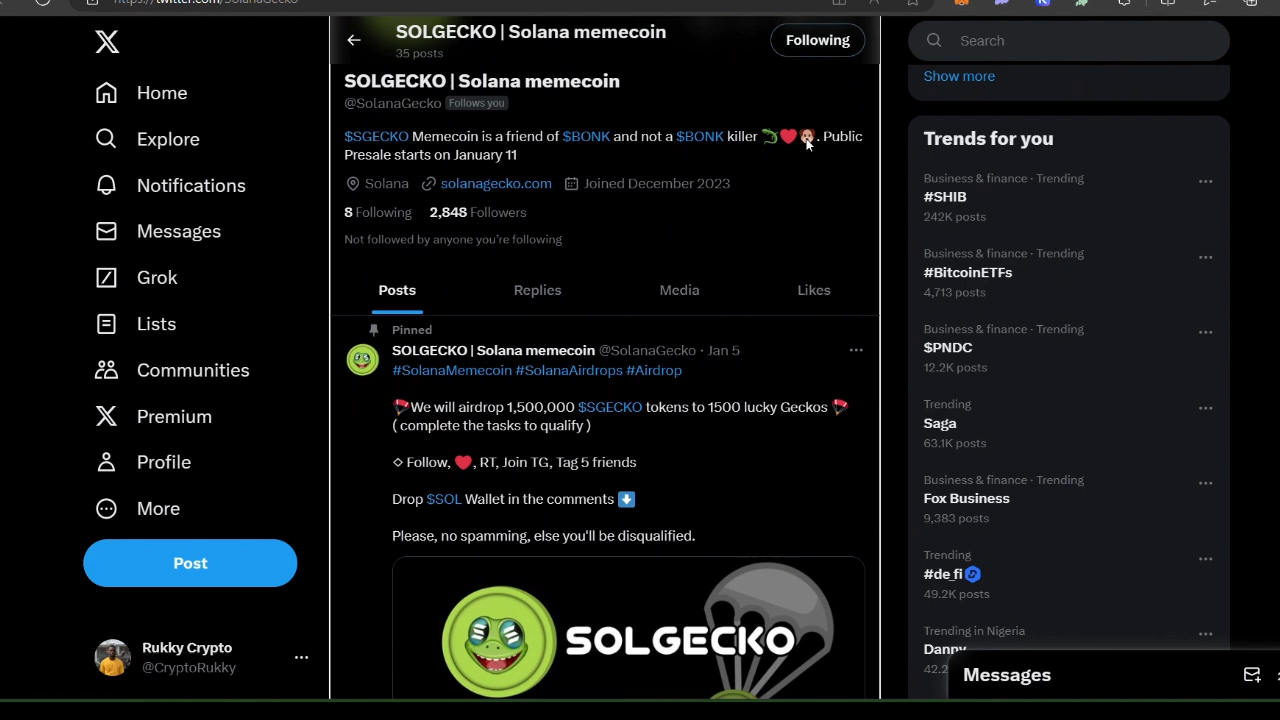 https://twitter.com/SolanaGecko
SOLGECKO | Solana memecoin
35 posts
Following
Search
Home
Explore
Notifications
Messages
Grok
Lists
Communities
Premium
Profile
More
Post
Rukky Crypto
@CryptoRukky
SOLGECKO | Solana memecoin
@SolanaGecko Follows you
$SGECKO Memecoin is a friend of $BONK and not a $BONK killer 🦎❤️🐶. Public
Presale starts on January 11
Solana solanagecko.com Joined December 2023
8 Following 2,848 Followers
Not followed by anyone you're following
Posts Replies Media Likes
Pinned
SOLGECKO | Solana memecoin @SolanaGecko · Jan 5
#SolanaMemecoin #SolanaAirdrops #Airdrop
🪂We will airdrop 1,500,000 $SGECKO tokens to 1500 lucky Geckos 🪂
( complete the tasks to qualify )
◇ Follow, ❤️, RT, Join TG, Tag 5 friends
Drop $SOL Wallet in the comments ⬇️
Please, no spamming, else you'll be disqualified.
SOLGECKO
Show more
Trends for you
Business & finance · Trending
#SHIB
242K posts
Business & finance · Trending
#BitcoinETFs
4,713 posts
Business & finance · Trending
$PNDC
12.2K posts
Trending
Saga
63.1K posts
Business & finance · Trending
Fox Business
9,383 posts
Trending
#de_fi
49.2K posts
Trending in Nigeria
Danny
42.2
Messages